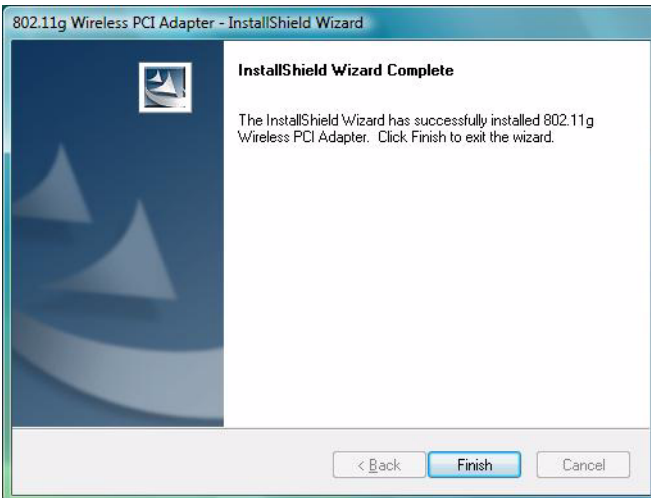 802.11g Wireless PCI Adapter - InstallShield Wizard
InstallShield Wizard Complete
The InstallShield Wizard has successfully installed 802.11g
Wireless PCI Adapter. Click Finish to exit the wizard.
< Back
Finish
Cancel